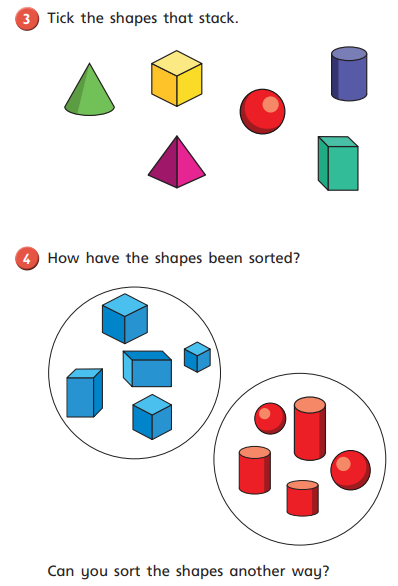 3 Tick the shapes that stack.
4 How have the shapes been sorted?
Can you sort the shapes another way?